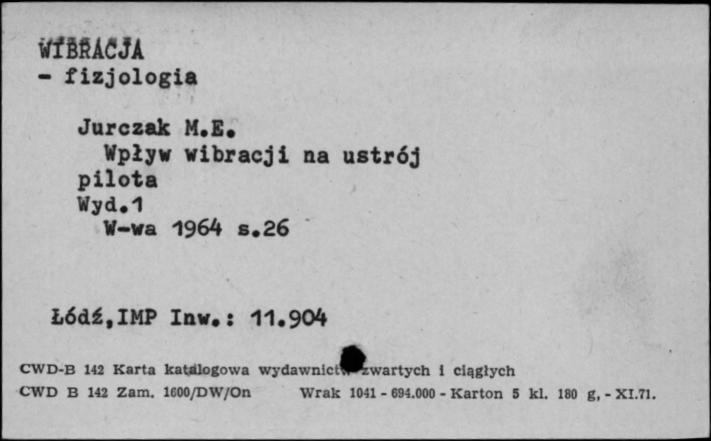 WIBRACJA
- fizjologia
Jurczak M.E.
Wpływ wibracji na ustrój
pilota
Wyd.1
W-wa 1964 s.26
Łódź,IMP Inw.: 11.904
CWD-B 142 Karta katalogowa wydawnictw zwartych i ciągłych
CWD B 142 Zam. 1600/DW/On Wrak 1041 - 694.000 - Karton 5 kl. 180 g, - XI.71.